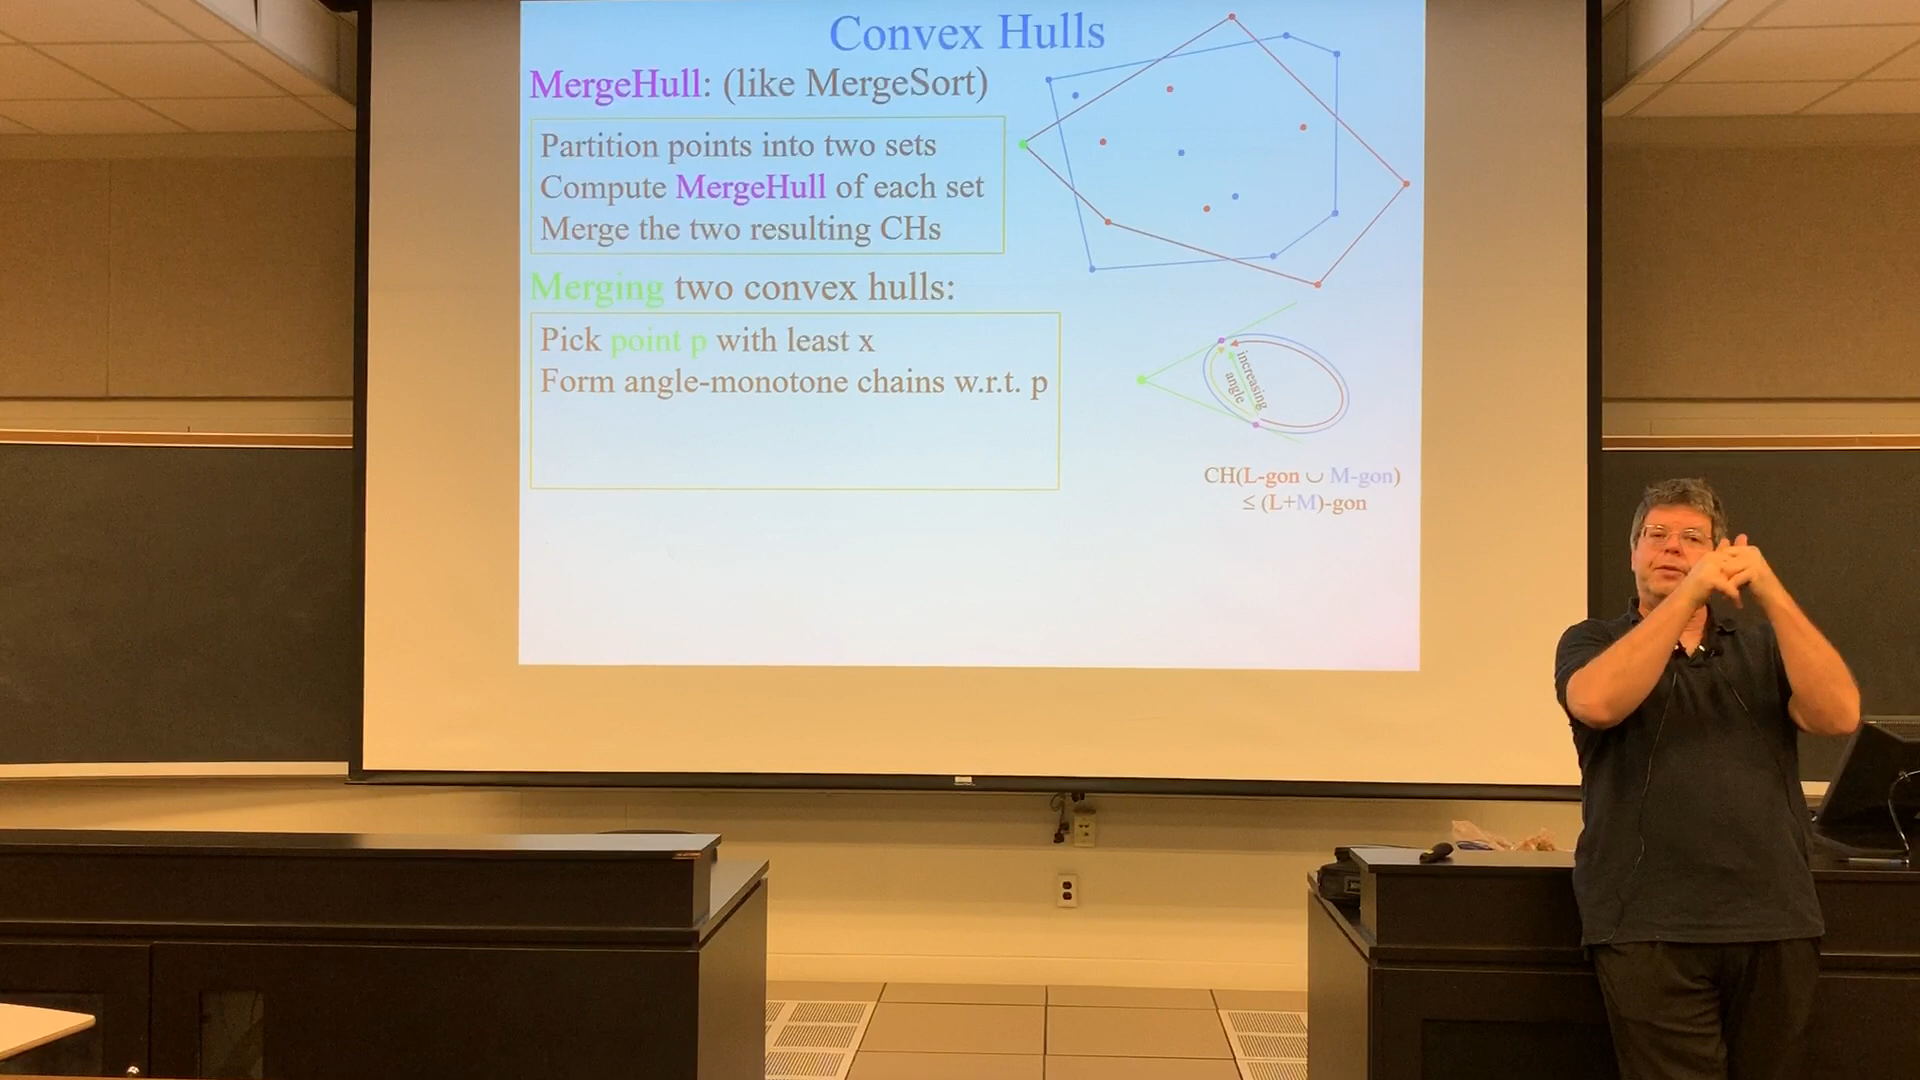 Convex Hulls
MergeHull: (like MergeSort)
Partition points into two sets
Compute MergeHull of each set
Merge the two resulting CHs
Merging two convex hulls:
Pick point p with least x
Form angle-monotone chains w.r.t. p
increasing
angle
CH(L-gon ∪ M-gon)
≤ (L+M)-gon